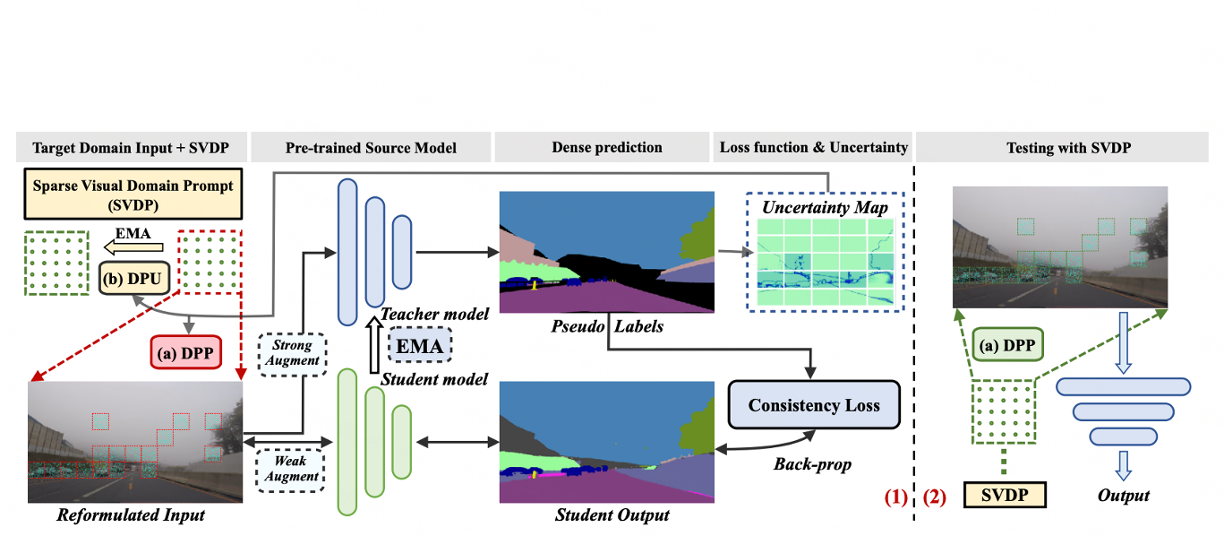 Target Domain Input + SVDP
Pre-trained Source Model
Dense prediction
Loss function & Uncertainty
Testing with SVDP
Sparse Visual Domain Prompt
(SVDP)
EMA
(b) DPU
(a) DPP
Reformulated Input
Strong
Augment
Weak
Augment
Teacher model
EMA
Student model
Pseudo Labels
Student Output
Uncertainty Map
Consistency Loss
Back-prop
(1)
(2)
(a) DPP
SVDP
Output